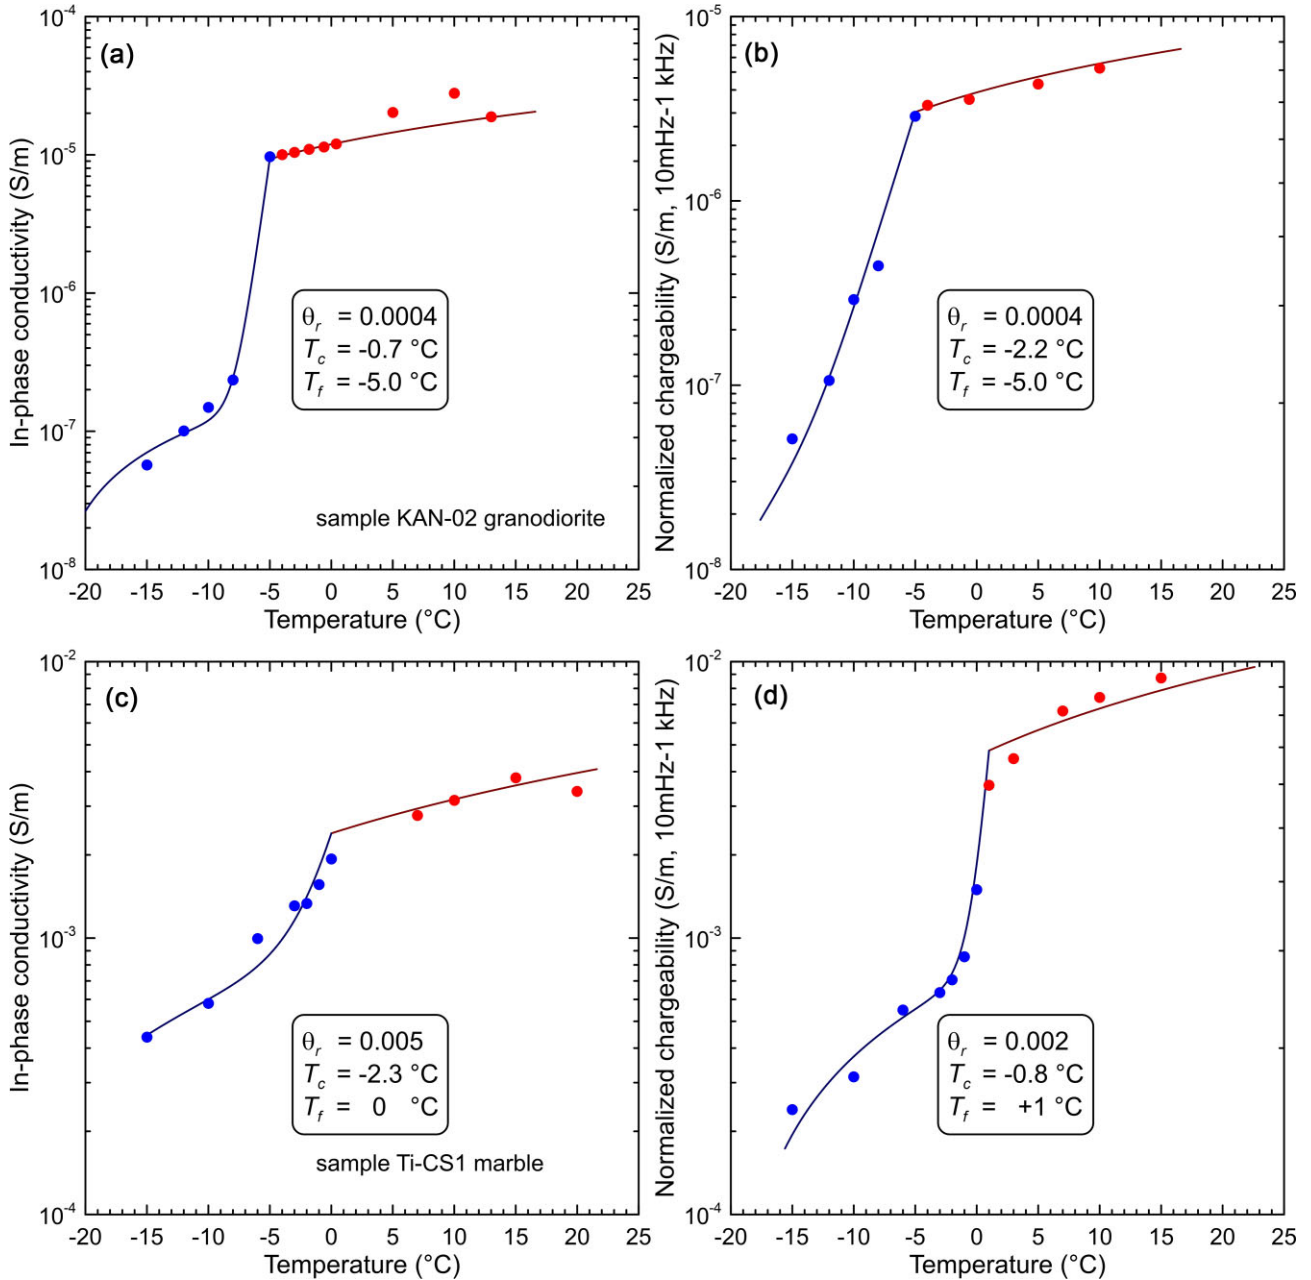 (a)
In-phase conductivity (S/m)
10⁻⁴
10⁻⁵
10⁻⁶
10⁻⁷
10⁻⁸
θr = 0.0004
Tc = -0.7 °C
Tf = -5.0 °C
sample KAN-02 granodiorite
-20 -15 -10 -5 0 5 10 15 20 25
Temperature (°C)
(b)
Normalized chargeability (S/m, 10mHz-1 kHz)
10⁻⁵
10⁻⁶
10⁻⁷
10⁻⁸
θr = 0.0004
Tc = -2.2 °C
Tf = -5.0 °C
-20 -15 -10 -5 0 5 10 15 20 25
Temperature (°C)
(c)
In-phase conductivity (S/m)
10⁻²
10⁻³
10⁻⁴
θr = 0.005
Tc = -2.3 °C
Tf = 0 °C
sample Ti-CS1 marble
-20 -15 -10 -5 0 5 10 15 20 25
Temperature (°C)
(d)
Normalized chargeability (S/m, 10mHz-1 kHz)
10⁻²
10⁻³
10⁻⁴
θr = 0.002
Tc = -0.8 °C
Tf = +1 °C
-20 -15 -10 -5 0 5 10 15 20 25
Temperature (°C)